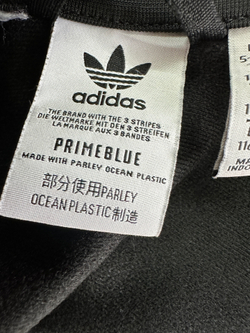 adidas
THE BRAND WITH THE 3 STRIPES
DIE WELTMARKE MIT DEN 3 STREIFEN
LA MARQUE AUX 3 BANDES
PRIMEBLUE
MADE WITH PARLEY OCEAN PLASTIC
部分使用PARLEY
OCEAN PLASTIC制造